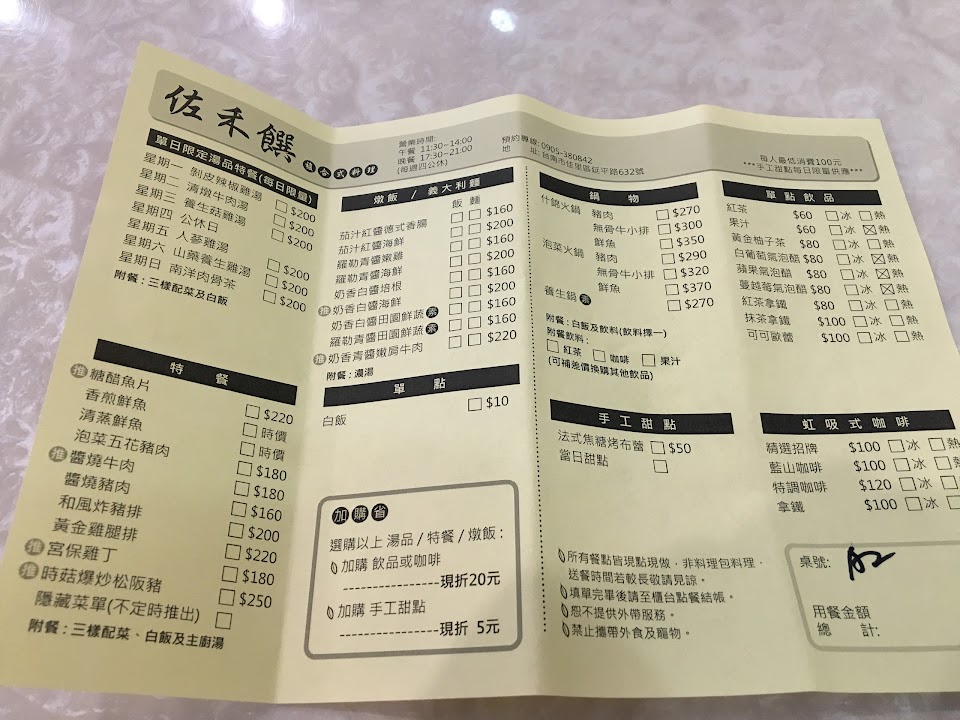 佐禾饌 複合式料理
營業時間:
午餐 11:30~14:00
晚餐 17:30~21:00
(每週四公休)
預約專線:0905-380842
地 址:台南市佳里區延平路632號
每人最低消費100元
***手工甜點每日限量供應***
單日限定湯品特餐(每日限量)
星期一 剝皮辣椒雞湯 $200
星期二 清燉牛肉湯 $200
星期三 養生菇雞湯 $200
星期四 公休日
星期五 人蔘雞湯 $200
星期六 山藥養生雞湯 $200
星期日 南洋肉骨茶 $200
附餐:三樣配菜及白飯
特 餐
推 糖醋魚片 $220
香煎鮮魚 時價
清蒸鮮魚 時價
泡菜五花豬肉 $180
推 醬燒牛肉 $180
醬燒豬肉 $160
和風炸豬排 $200
黃金雞腿排 $220
推 宮保雞丁 $180
推 時菇爆炒松阪豬 $250
隱藏菜單(不定時推出)
附餐:三樣配菜、白飯及主廚湯
燉飯 / 義大利麵
飯 麵
茄汁紅醬德式香腸 $160
茄汁紅醬海鮮 $200
羅勒青醬嫩雞 $160
羅勒青醬海鮮 $200
奶香白醬培根 $160
推 奶香白醬海鮮 $200
奶香白醬田園鮮蔬 素 $160
羅勒青醬田園鮮蔬 素 $160
推 奶香青醬嫩肩牛肉 $220
附餐:濃湯
單 點
白飯 $10
加購省
選購以上 湯品 / 特餐 / 燉飯:
加購 飲品或咖啡
----------------現折20元
加購 手工甜點
----------------現折 5元
鍋 物
什錦火鍋 豬肉 $270
無骨牛小排 $300
鮮魚 $350
泡菜火鍋 豬肉 $290
無骨牛小排 $320
鮮魚 $370
養生鍋 素 $270
附餐:白飯及飲料(飲料擇一)
附餐飲料:
紅茶 咖啡 果汁
(可補差價換購其他飲品)
手工甜點
法式焦糖烤布蕾 $50
當日甜點
所有餐點皆現點現做,非料理包料理,
送餐時間若較長敬請見諒。
填單完畢後請至櫃台點餐結帳。
恕不提供外帶服務。
禁止攜帶外食及寵物。
單點飲品
紅茶 $60 冰 熱
果汁 $60 冰 熱
黃金柚子茶 $80 冰 熱
白葡萄氣泡醋 $80 冰 熱
蘋果氣泡醋 $80 冰 熱
蔓越莓氣泡醋 $80 冰 熱
紅茶拿鐵 $80 冰 熱
抹茶拿鐵 $100 冰 熱
可可歐蕾 $100 冰 熱
虹吸式咖啡
精選招牌 $100 冰 熱
藍山咖啡 $100 冰
特調咖啡 $120 冰
拿鐵 $100 冰
桌號: A2
用餐金額
總 計: